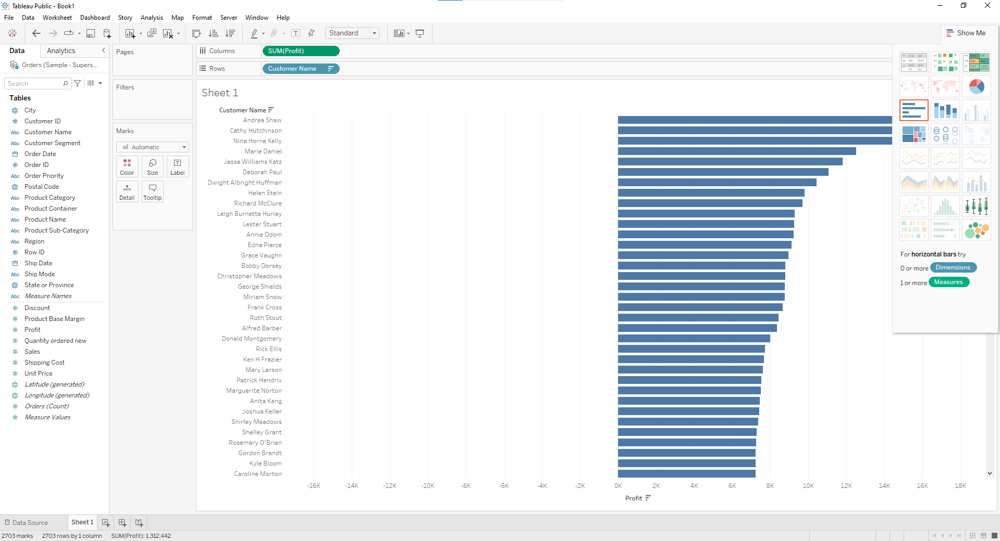 Tableau Public - Book1
File Data Worksheet Dashboard Story Analysis Map Format Server Window Help
Standard
Show Me
Data Analytics
Orders (Sample - Supers...
Search
Tables
City
Customer ID
Abc Customer Name
Abc Customer Segment
Order Date
Order ID
Abc Order Priority
Postal Code
Abc Product Category
Abc Product Container
Abc Product Name
Abc Product Sub-Category
Abc Region
Row ID
Ship Date
Abc Ship Mode
State or Province
Abc Measure Names
Discount
Product Base Margin
Profit
Quantity ordered new
Sales
Shipping Cost
Unit Price
Latitude (generated)
Longitude (generated)
Orders (Count)
Measure Values
Pages
Filters
Marks
Automatic
Color Size Label
Detail Tooltip
Columns SUM(Profit)
Rows Customer Name
Sheet 1
Customer Name
Andrea Shaw
Cathy Hutchinson
Nina Horne Kelly
Marie Daniel
Jesse Williams Katz
Deborah Paul
Dwight Albright Huffman
Helen Stein
Richard McClure
Leigh Burnette Hurley
Lester Stuart
Annie Odom
Edna Pierce
Grace Vaughn
Bobby Dorsey
Christopher Meadows
George Shields
Miriam Snow
Frank Cross
Ruth Stout
Alfred Barber
Donald Montgomery
Rick Ellis
Ken H Frazier
Mary Larson
Patrick Hendrix
Marguerite Norton
Anita Kang
Joshua Keller
Shirley Meadows
Shelley Grant
Rosemary O'Brien
Gordon Brandt
Kyle Bloom
Caroline Morton
-16K -14K -12K -10K -8K -6K -4K -2K 0K 2K 4K 6K 8K 10K 12K 14K 16K 18K
Profit
For horizontal bars try
0 or more Dimensions
1 or more Measures
Data Source Sheet 1
2703 marks 2703 rows by 1 column SUM(Profit): 1,312,442